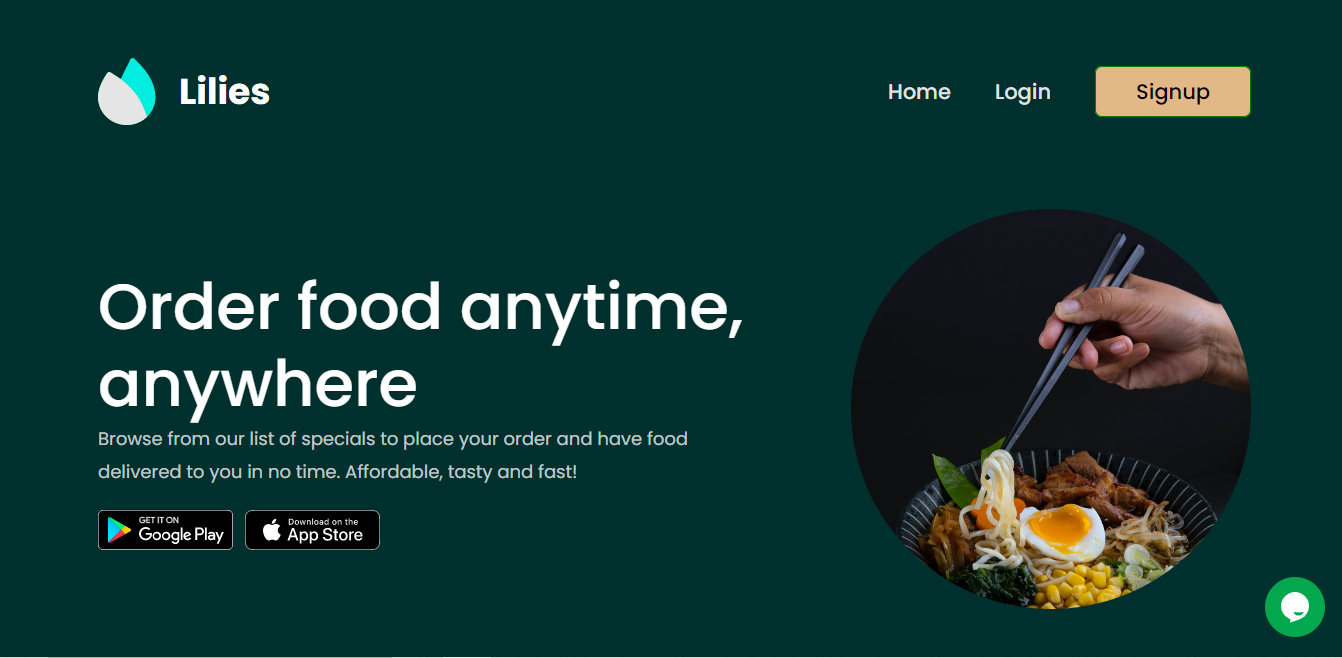 Lilies
Home
Login
Signup
Order food anytime,
anywhere
Browse from our list of specials to place your order and have food
delivered to you in no time. Affordable, tasty and fast!
GET IT ON
Google Play
Download on the
App Store